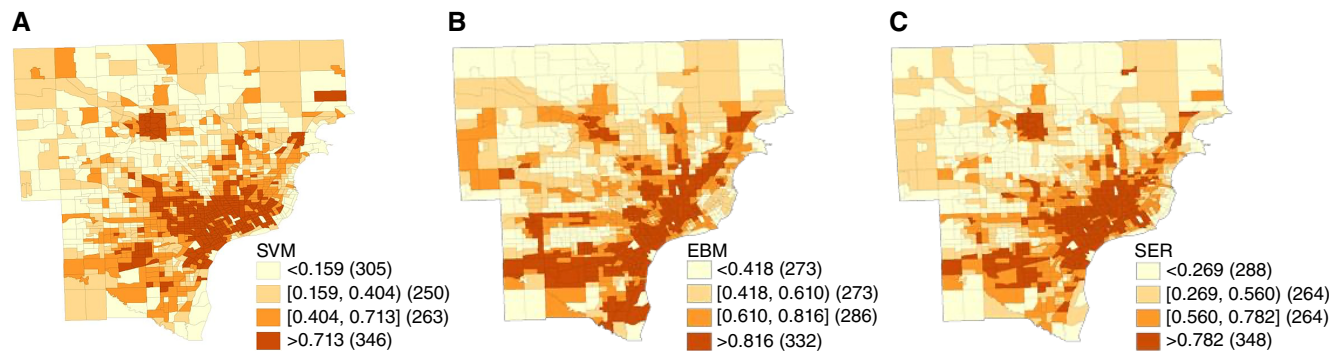 A
B
C
SVM
<0.159 (305)
[0.159, 0.404) (250)
[0.404, 0.713] (263)
>0.713 (346)
EBM
<0.418 (273)
[0.418, 0.610) (273)
[0.610, 0.816] (286)
>0.816 (332)
SER
<0.269 (288)
[0.269, 0.560) (264)
[0.560, 0.782] (264)
>0.782 (348)